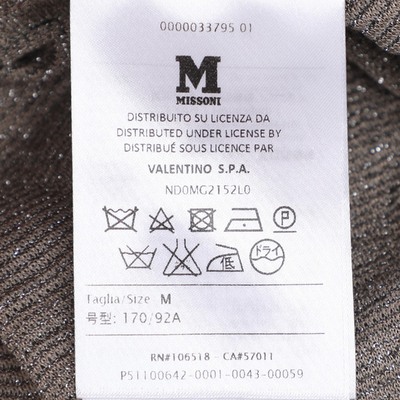 0000033795 01
M
MISSONI
DISTRIBUITO SU LICENZA DA
DISTRIBUTED UNDER LICENSE BY
DISTRIBUÉ SOUS LICENCE PAR
VALENTINO S.P.A.
ND0MG2152L0
P
低 ドライ
Taglia/Size M
号型: 170/92A
RN#106518 - CA#57011
P51100642-0001-0043-00059